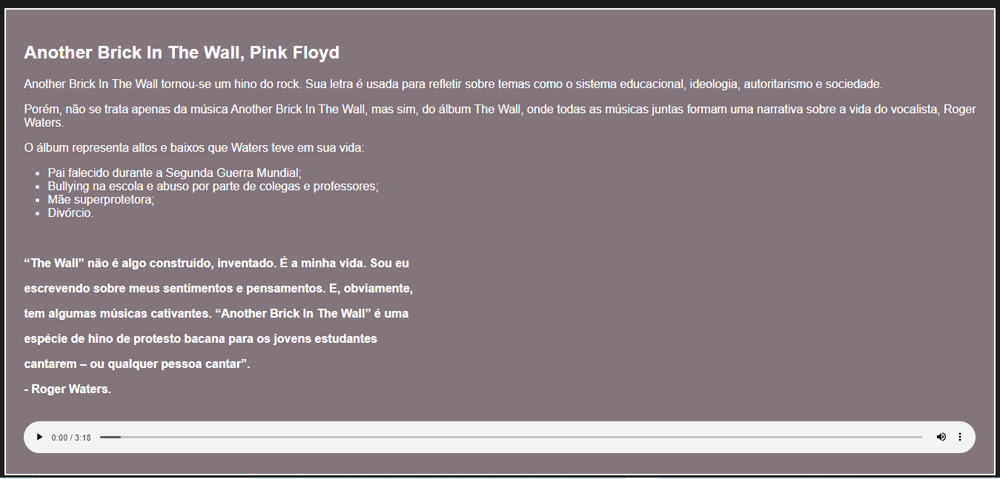 Another Brick In The Wall, Pink Floyd
Another Brick In The Wall tornou-se um hino do rock. Sua letra é usada para refletir sobre temas como o sistema educacional, ideologia, autoritarismo e sociedade.
Porém, não se trata apenas da música Another Brick In The Wall, mas sim, do álbum The Wall, onde todas as músicas juntas formam uma narrativa sobre a vida do vocalista, Roger
Waters.
O álbum representa altos e baixos que Waters teve em sua vida:
• Pai falecido durante a Segunda Guerra Mundial;
• Bullying na escola e abuso por parte de colegas e professores;
• Mãe superprotetora;
• Divórcio.
“The Wall” não é algo construído, inventado. É a minha vida. Sou eu
escrevendo sobre meus sentimentos e pensamentos. E, obviamente,
tem algumas músicas cativantes. “Another Brick In The Wall” é uma
espécie de hino de protesto bacana para os jovens estudantes
cantarem – ou qualquer pessoa cantar”.
- Roger Waters.
0:00 / 3:18